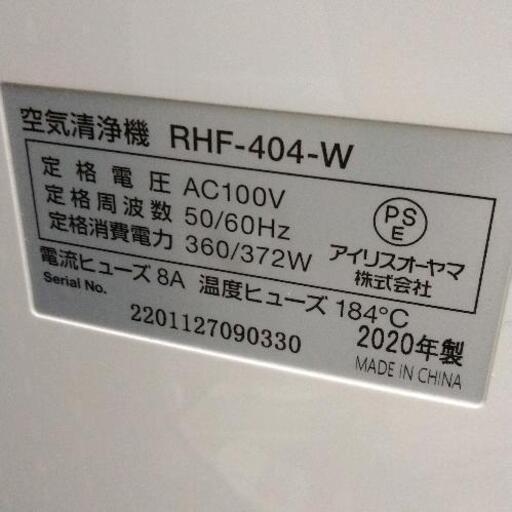 空気清浄機 RHF-404-W
定格電圧 AC100V
定格周波数 50/60Hz
定格消費電力 360/372W
PS
E
アイリスオーヤマ
株式会社
電流ヒューズ 8A 温度ヒューズ 184℃
Serial No.
2201127090330
2020年製
MADE IN CHINA